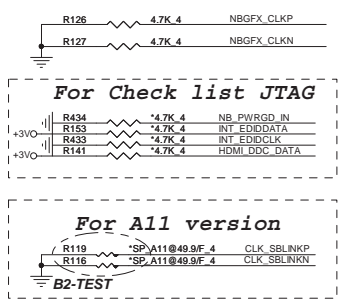 R126 4.7K_4 NBGFX_CLKP
R127 4.7K_4 NBGFX_CLKN
For Check list JTAG
R434 *4.7K_4 NB_PWRGD_IN
+3VO R153 *4.7K_4 INT_EDIDDATA
R433 *4.7K_4 INT_EDIDCLK
+3VO R141 *4.7K_4 HDMI_DDC_DATA
For A11 version
R119 *SP_A11@49.9/F_4 CLK_SBLINKP
R116 *SP_A11@49.9/F_4 CLK_SBLINKN
B2-TEST